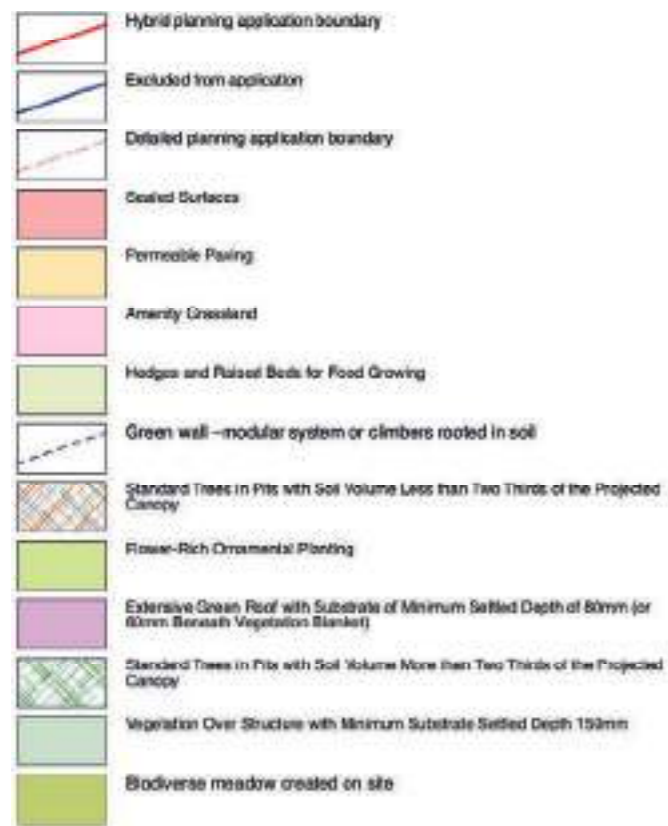 Hybrid planning application boundary
Excluded from application
Detailed planning application boundary
Sealed Surfaces
Permeable Paving
Amenity Grassland
Hedges and Raised Beds for Food Growing
Green wall –modular system or climbers rooted in soil
Standard Trees in Pits with Soil Volume Less than Two Thirds of the Projected
Canopy
Flower-Rich Ornamental Planting
Extensive Green Roof with Substrate of Minimum Settled Depth of 80mm (or
60mm Beneath Vegetation Blanket)
Standard Trees in Pits with Soil Volume More than Two Thirds of the Projected
Canopy
Vegetation Over Structure with Minimum Substrate Settled Depth 150mm
Biodiverse meadow created on site